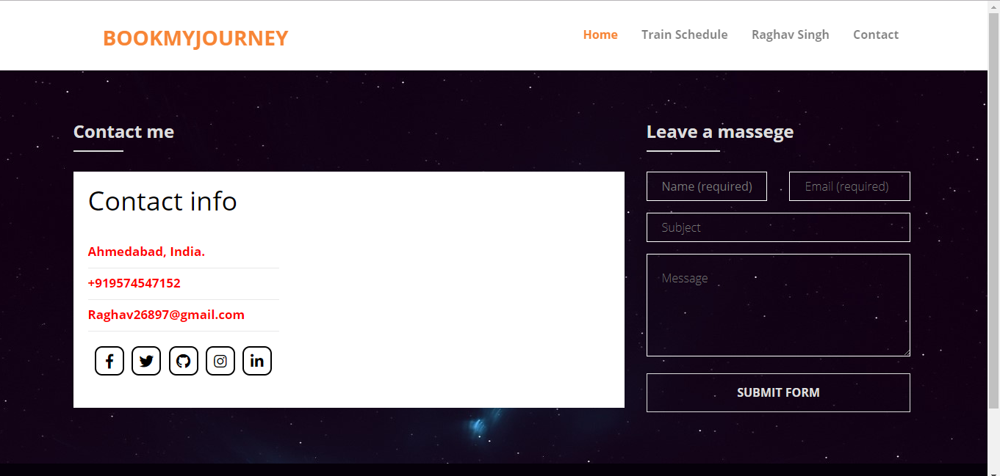 BOOKMYJOURNEY
Home Train Schedule Raghav Singh Contact
Contact me
Contact info
Ahmedabad, India.
+919574547152
Raghav26897@gmail.com
Leave a massege
Name (required) Email (required)
Subject
Message
SUBMIT FORM